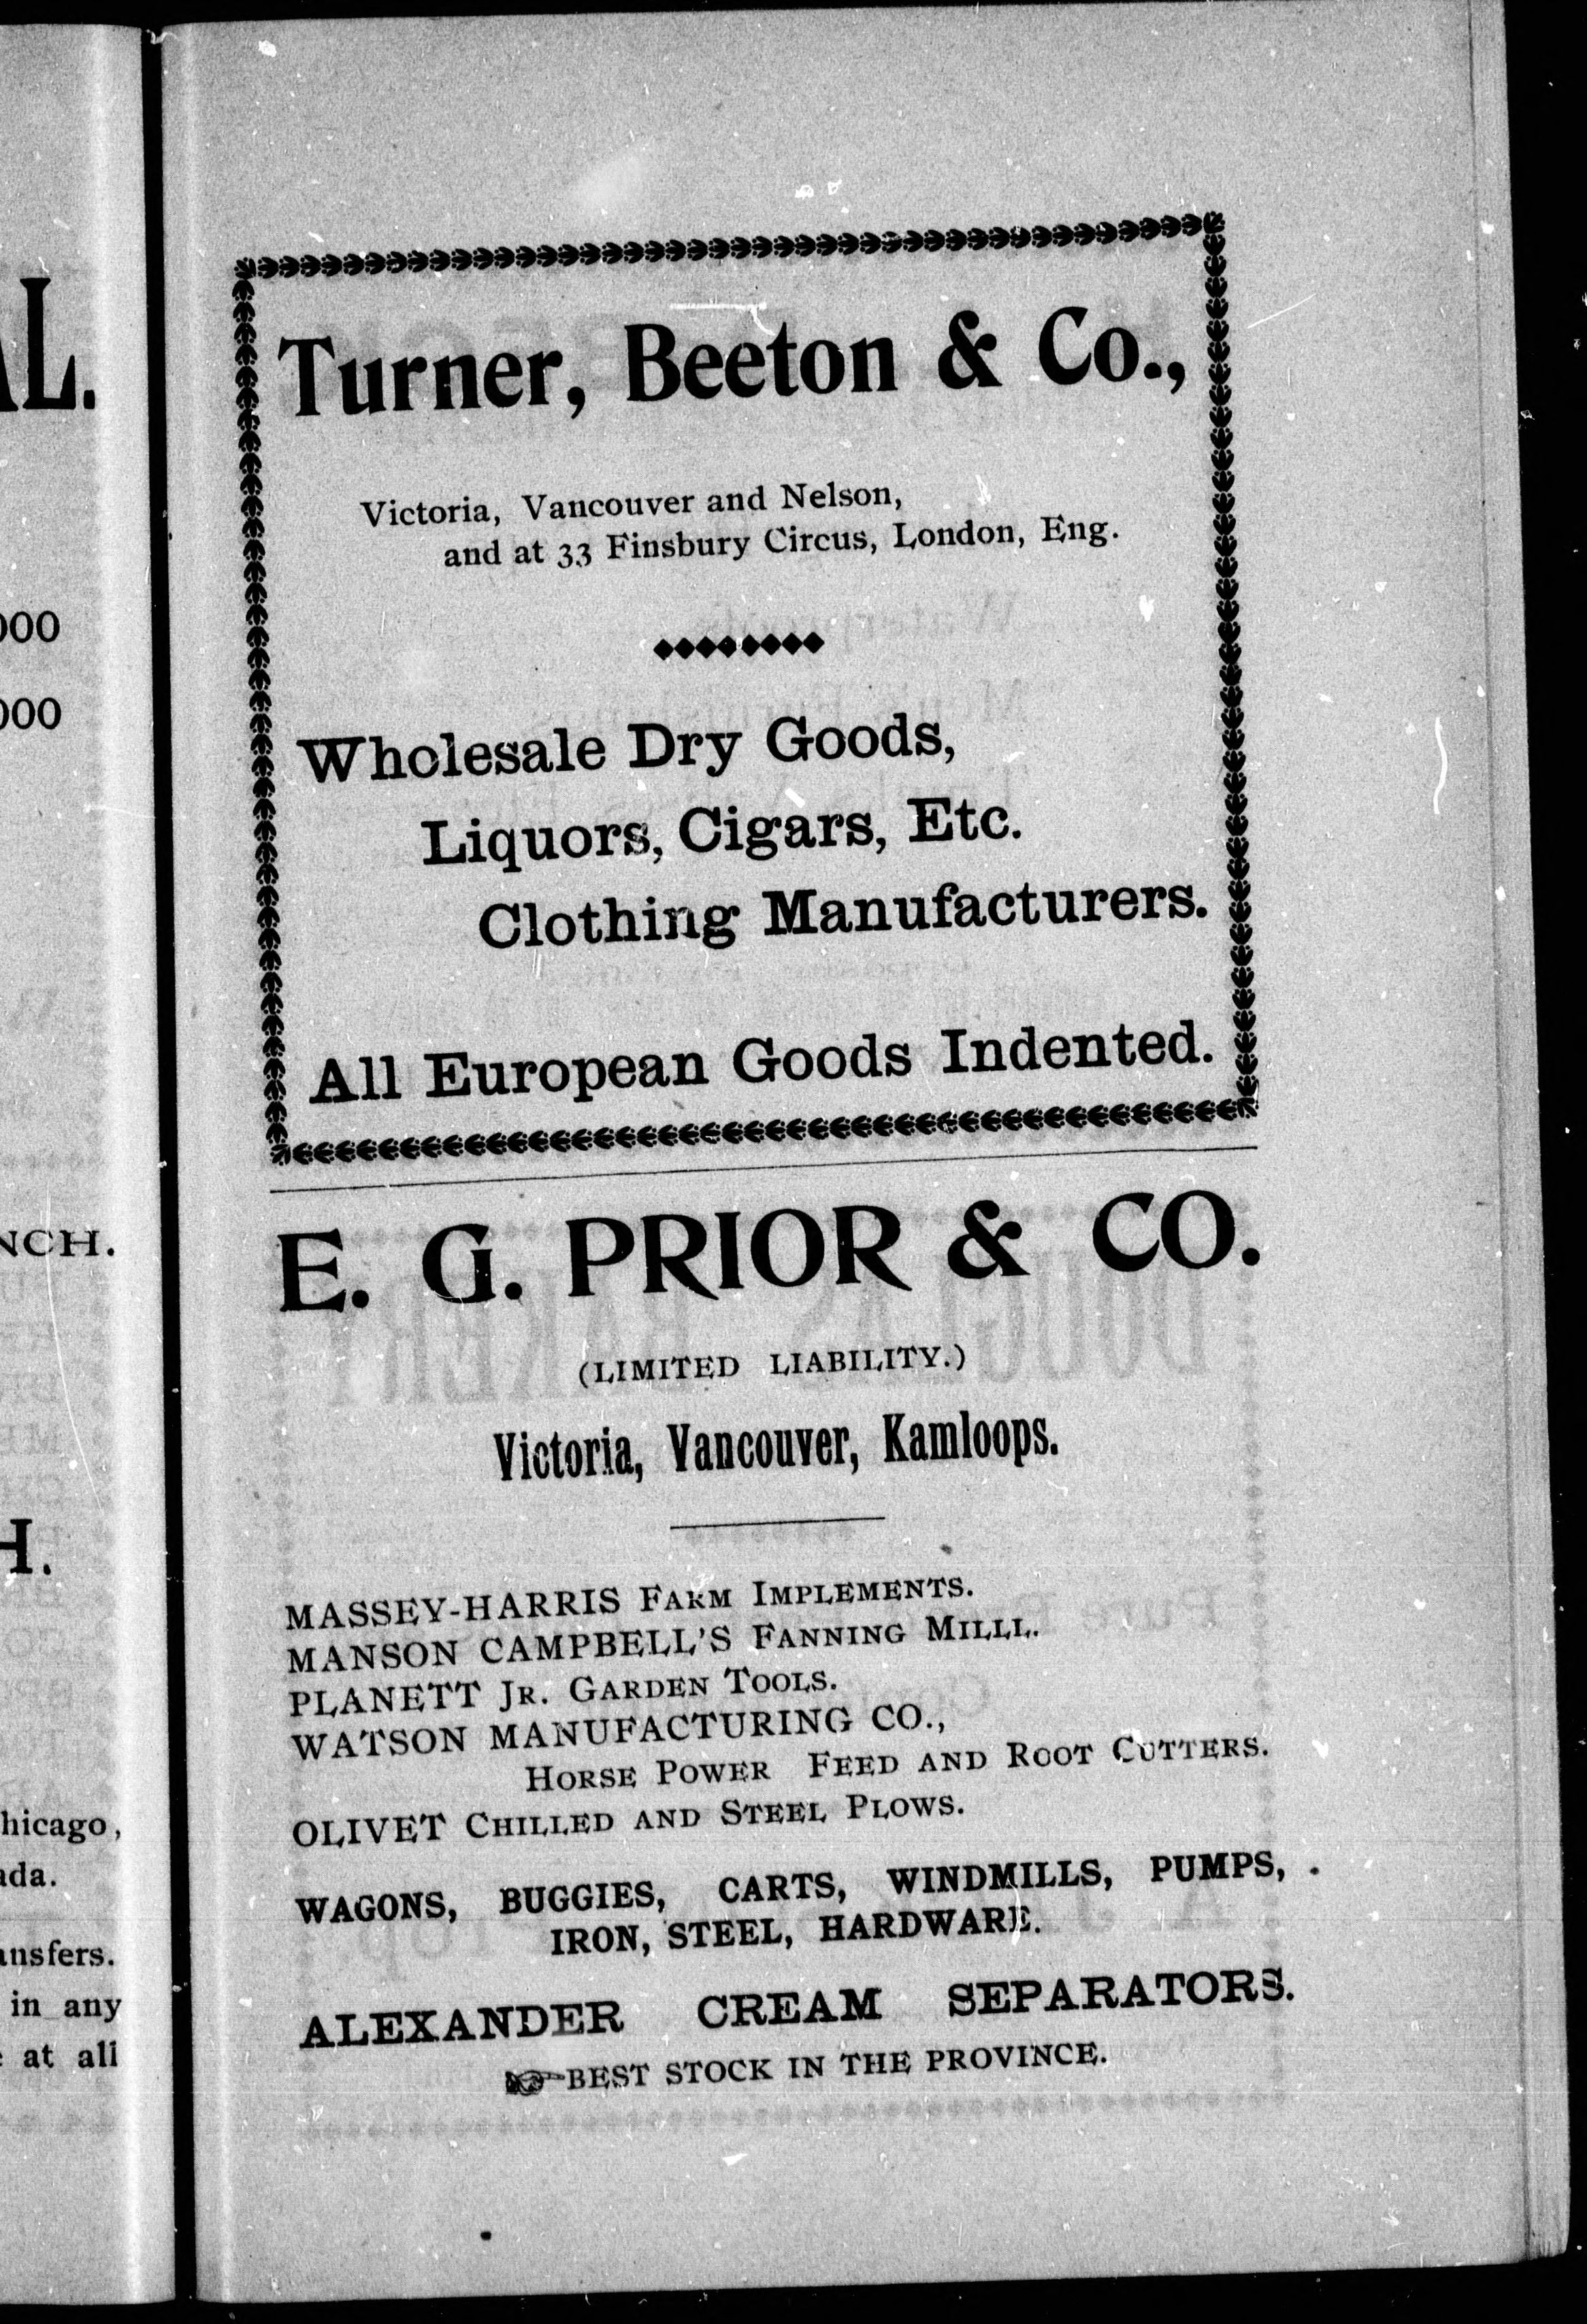 AL.
000
000
NCH.
H.
hicago,
ada.
ansfers.
in any
at all
Turner, Beeton & Co.,
Victoria, Vancouver and Nelson,
and at 33 Finsbury Circus, London, Eng.
Wholesale Dry Goods,
Liquors, Cigars, Etc.
Clothing Manufacturers.
All European Goods Indented.
E. G. PRIOR & CO.
(LIMITED LIABILITY.)
Victoria, Vancouver, Kamloops.
MASSEY-HARRIS FARM IMPLEMENTS.
MANSON CAMPBELL'S FANNING MILLL.
PLANETT JR. GARDEN TOOLS.
WATSON MANUFACTURING CO.,
HORSE POWER FEED AND ROOT CUTTERS.
OLIVET CHILLED AND STEEL PLOWS.
WAGONS, BUGGIES, CARTS, WINDMILLS, PUMPS,
IRON, STEEL, HARDWARE.
ALEXANDER CREAM SEPARATORS.
☞BEST STOCK IN THE PROVINCE.